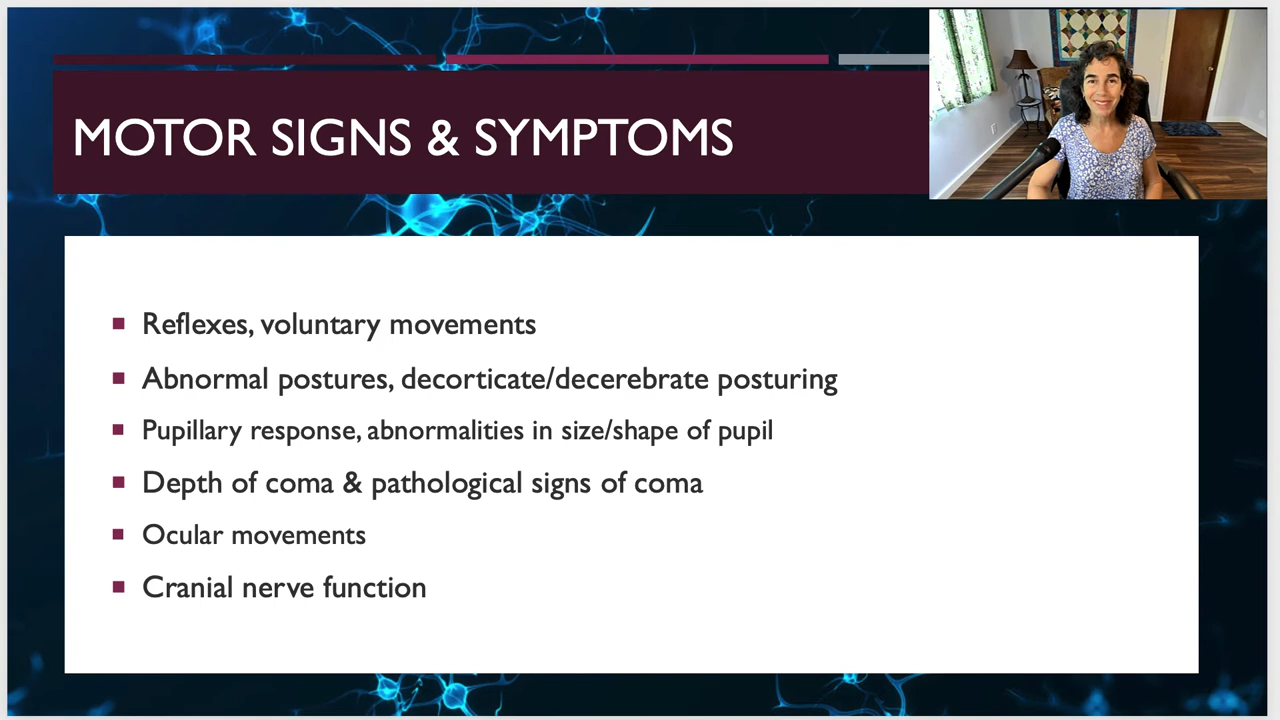 MOTOR SIGNS & SYMPTOMS
Reflexes, voluntary movements
Abnormal postures, decorticate/decerebrate posturing
Pupillary response, abnormalities in size/shape of pupil
Depth of coma & pathological signs of coma
Ocular movements
Cranial nerve function